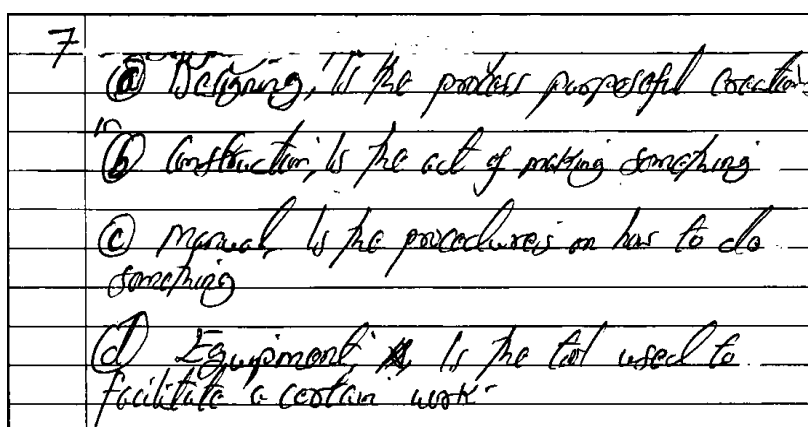 7
(a) Designing, Is the process purposeful creation
(b) Construction, Is the act of making something
(c) Manual, Is the procedures on how to do
something
(d) Equipment, Is the tool used to
facilitate a certain work.